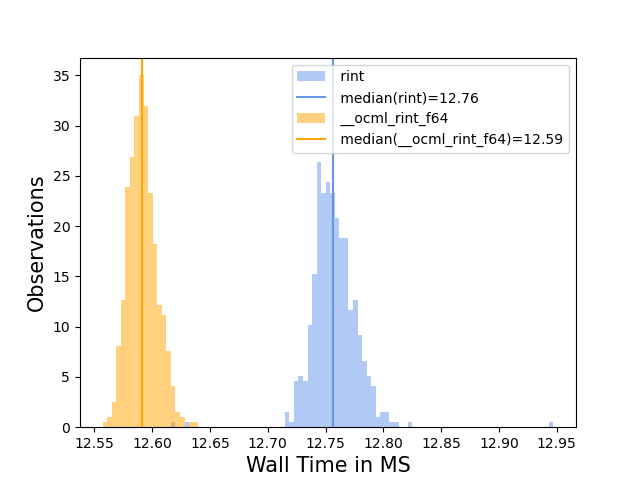 35
30
25
20
15
10
5
0
Observations
rint
median(rint)=12.76
__ocml_rint_f64
median(__ocml_rint_f64)=12.59
12.55 12.60 12.65 12.70 12.75 12.80 12.85 12.90 12.95
Wall Time in MS